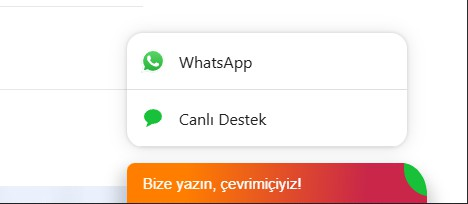 WhatsApp
Canlı Destek
Bize yazın, çevrimiçiyiz!